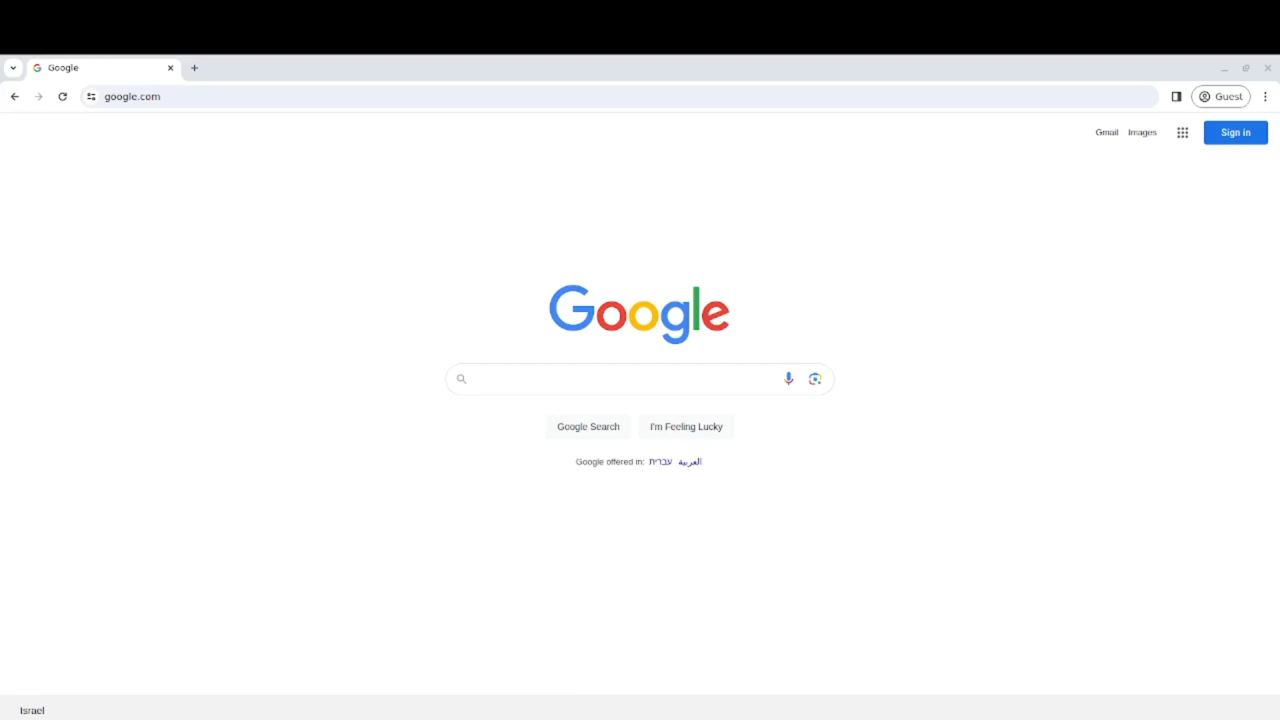 Google
google.com
Guest
Gmail Images
Sign in
Google
Google Search I'm Feeling Lucky
Google offered in: עברית العربية
Israel